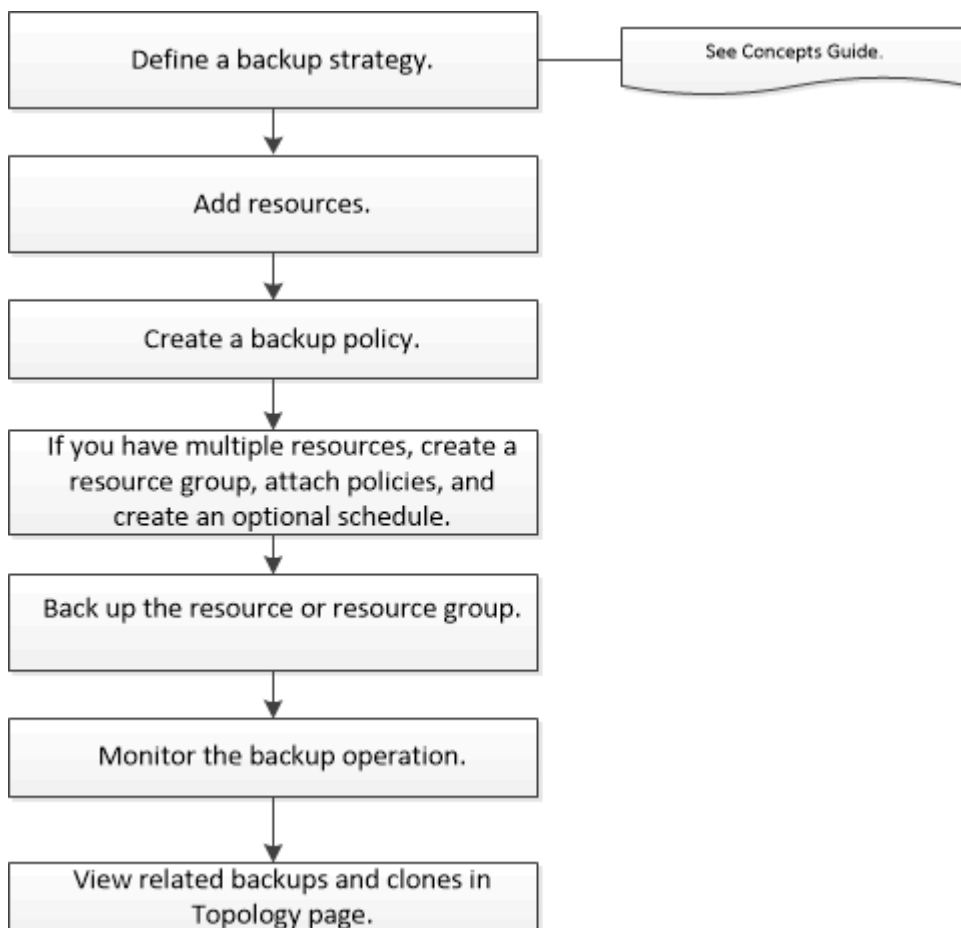 Define a backup strategy.
See Concepts Guide.
Add resources.
Create a backup policy.
If you have multiple resources, create a
resource group, attach policies, and
create an optional schedule.
Back up the resource or resource group.
Monitor the backup operation.
View related backups and clones in
Topology page.